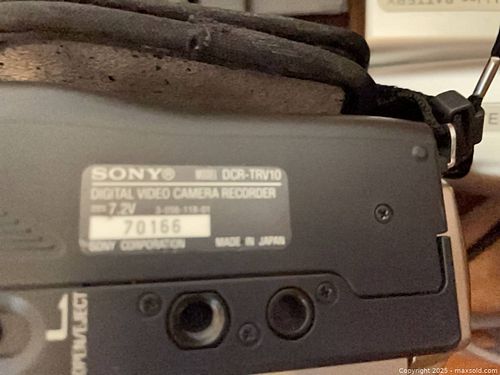 SONY® MODEL DCR-TRV10
DIGITAL VIDEO CAMERA RECORDER
7.2V
70166
SONY CORPORATION MADE IN JAPAN
OPEN/EJECT
BATTERY
E
Copyright 2025 - maxsold.com